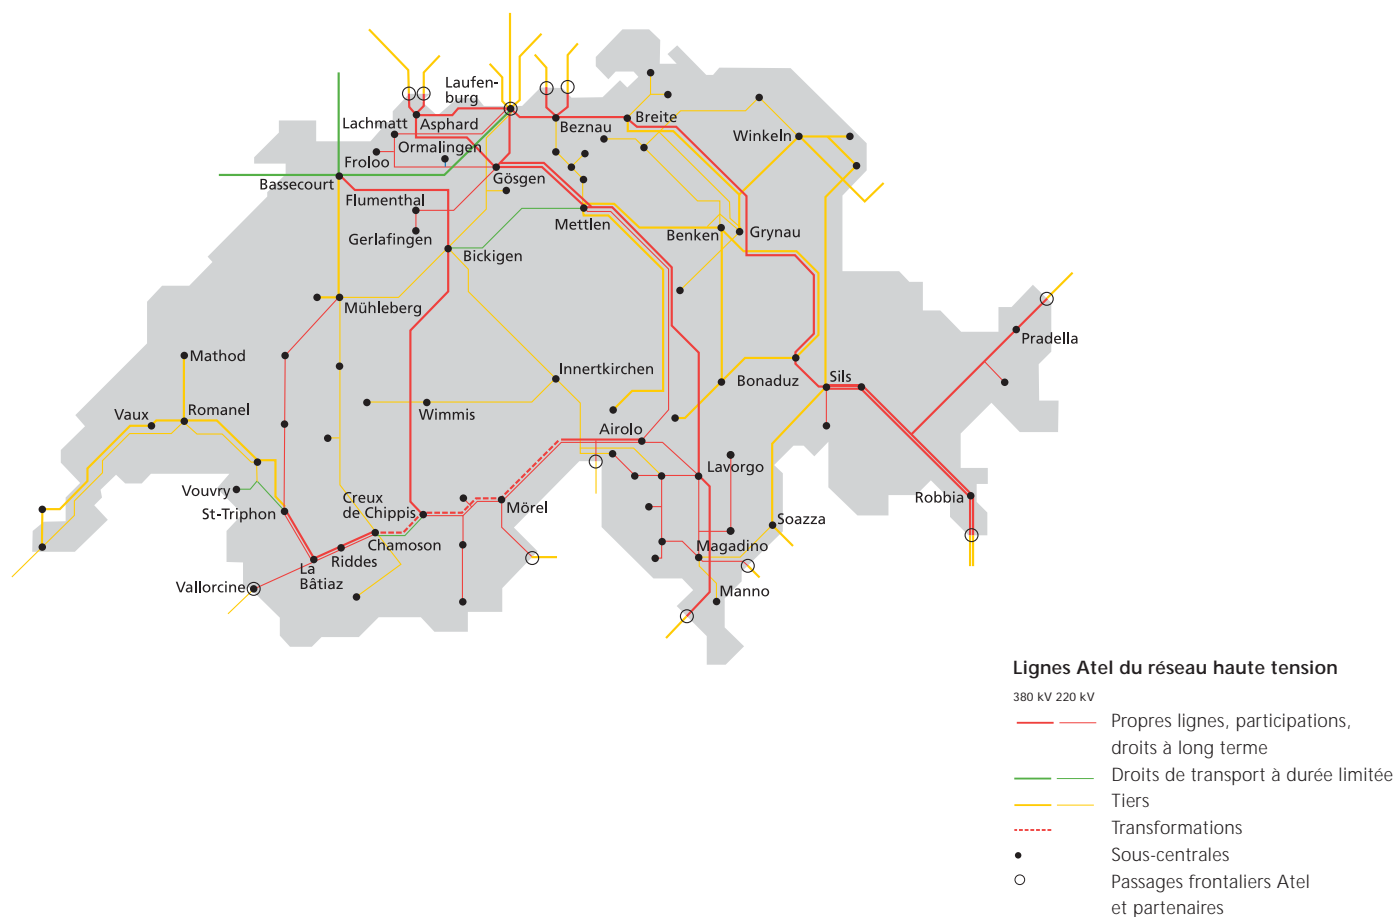 Laufen-
burg
Lachmatt
Asphard
Beznau
Breite
Winkeln
Ormalingen
Froloo
Gösgen
Bassecourt
Flumenthal
Mettlen
Benken
Grynau
Gerlafingen
Bickigen
Mühleberg
Pradella
Mathod
Innertkirchen
Bonaduz
Sils
Vaux
Romanel
Wimmis
Airolo
Lavorgo
Vouvry
St-Triphon
Creux
de Chippis
Mörel
Robbia
Soazza
Chamoson
Riddes
Magadino
La
Bâtiaz
Vallorcine
Manno
Lignes Atel du réseau haute tension
380 kV 220 kV
Propres lignes, participations,
droits à long terme
Droits de transport à durée limitée
Tiers
Transformations
Sous-centrales
Passages frontaliers Atel
et partenaires